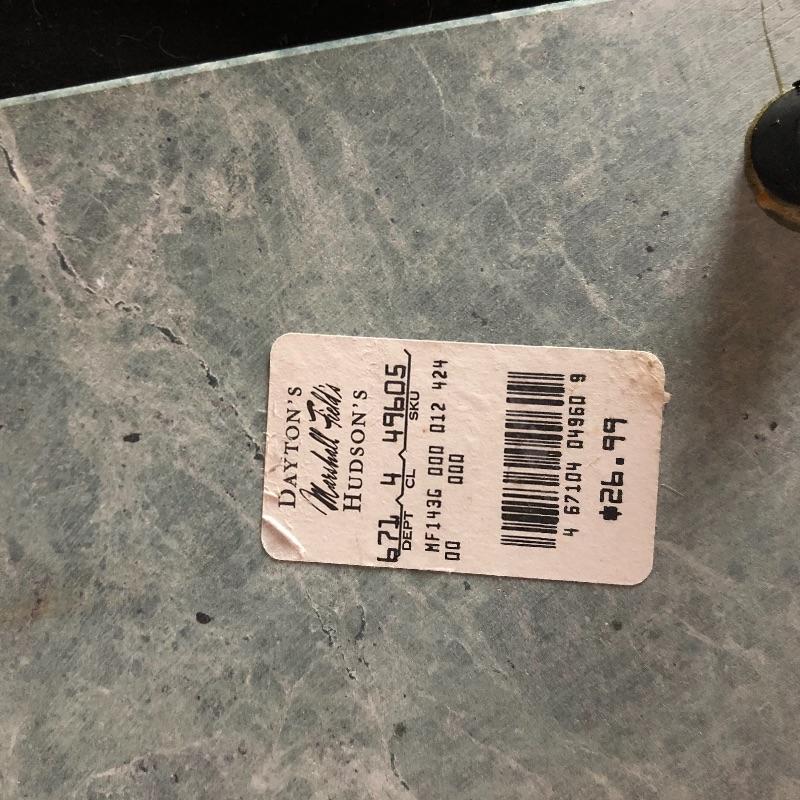 DAYTON'S
Marshall Field's
HUDSON'S
671 4 49605
DEPT CL SKU
MF143G 000 012 424
00 000
4 67104 04960 9
$26.99